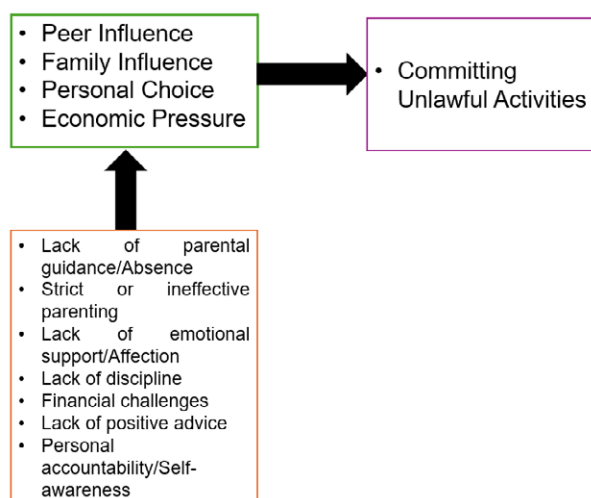 • Peer Influence
• Family Influence
• Personal Choice
• Economic Pressure
• Committing
Unlawful Activities
• Lack of parental
guidance/Absence
• Strict or ineffective
parenting
• Lack of emotional
support/Affection
• Lack of discipline
• Financial challenges
• Lack of positive advice
• Personal
accountability/Self-
awareness